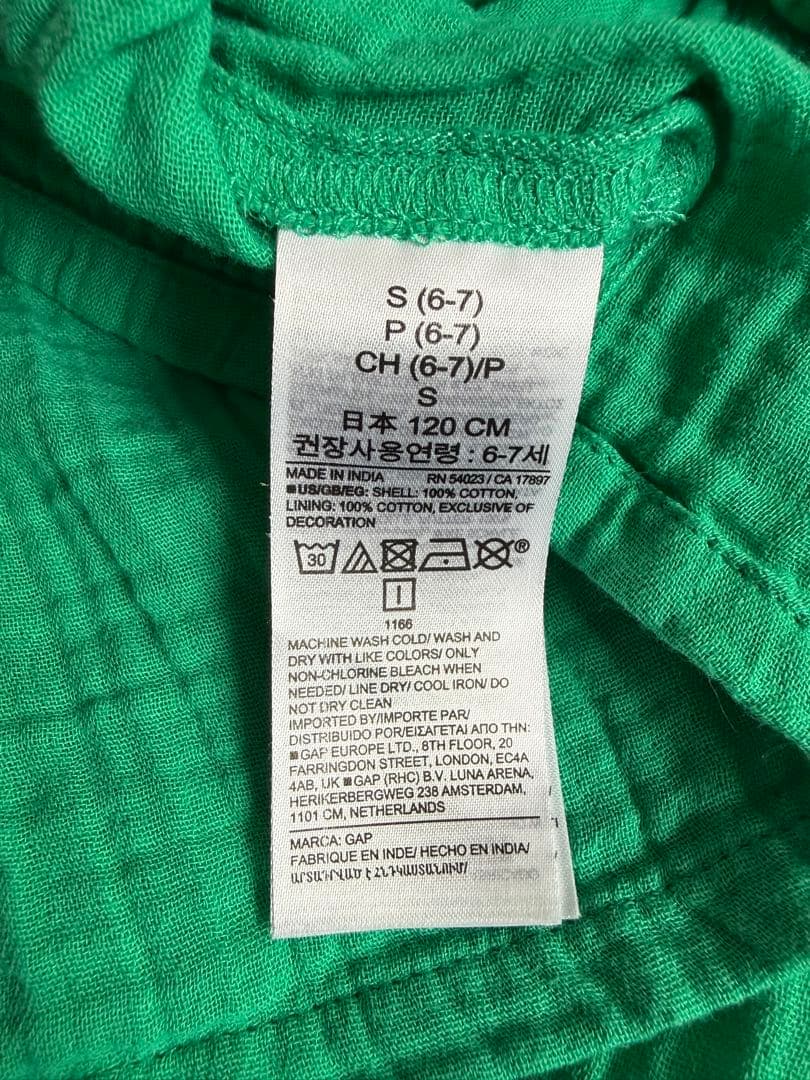 S (6-7)
P (6-7)
CH (6-7)/P
S
日本 120 CM
권장사용연령 : 6-7세
MADE IN INDIA RN 54023 / CA 17897
■US/GB/EG: SHELL: 100% COTTON,
LINING: 100% COTTON, EXCLUSIVE OF
DECORATION
30
®
1166
MACHINE WASH COLD/ WASH AND
DRY WITH LIKE COLORS/ ONLY
NON-CHLORINE BLEACH WHEN
NEEDED/ LINE DRY/ COOL IRON/ DO
NOT DRY CLEAN
IMPORTED BY/IMPORTE PAR/
DISTRIBUIDO POR/ΕΙΣΑΓΕΤΑΙ ΑΠΟ ΤΗΝ:
■GAP EUROPE LTD., 8TH FLOOR, 20
FARRINGDON STREET, LONDON, EC4A
4AB, UK ■GAP (RHC) B.V. LUNA ARENA,
HERIKERBERGWEG 238 AMSTERDAM,
1101 CM, NETHERLANDS
MARCA: GAP
FABRIQUE EN INDE/ HECHO EN INDIA/
ԱՐՏԱԴՐՎԱԾ Է ՀՆԴԿԱՍՏԱՆՈՒՄ/